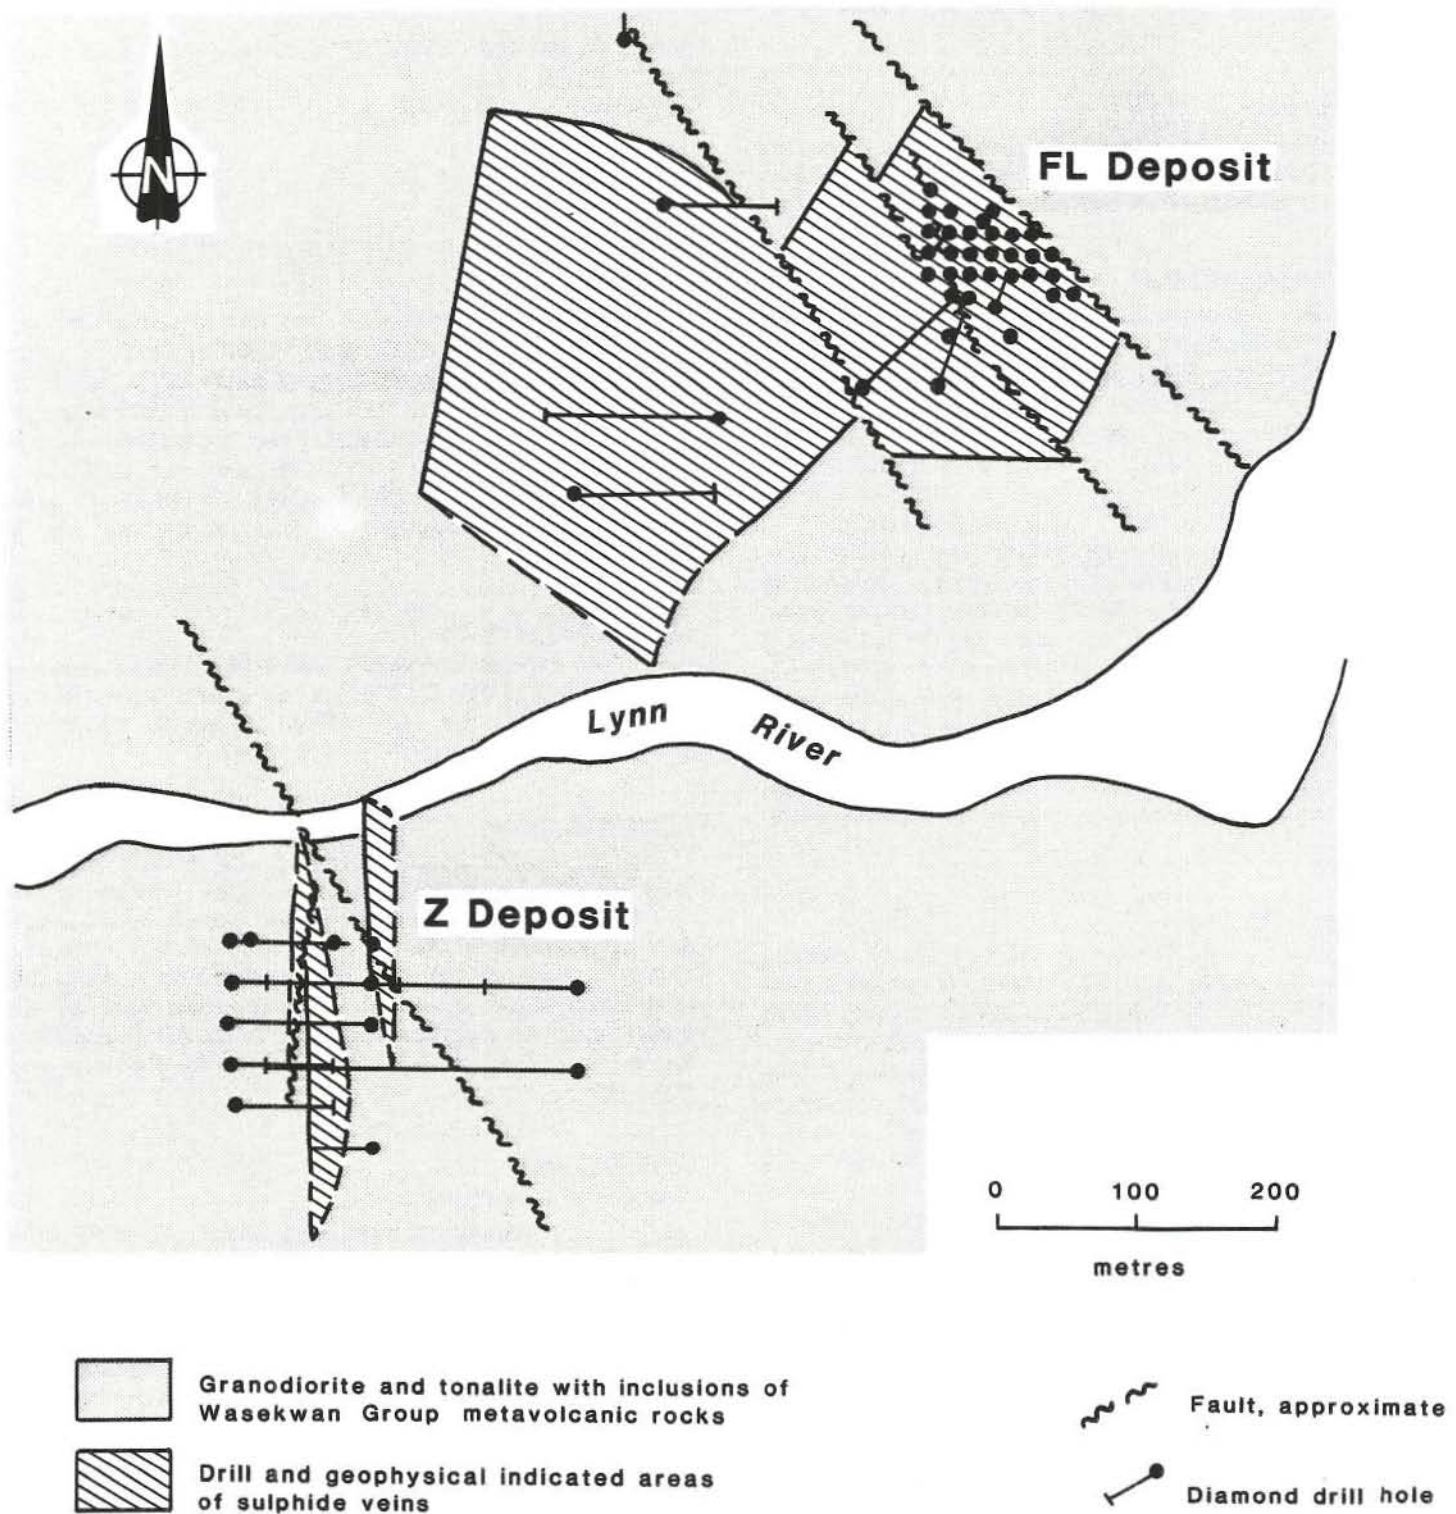 N
FL Deposit
Lynn River
Z Deposit
0 100 200
metres
Granodiorite and tonalite with inclusions of
Wasekwan Group metavolcanic rocks
Drill and geophysical indicated areas
of sulphide veins
Fault, approximate
Diamond drill hole